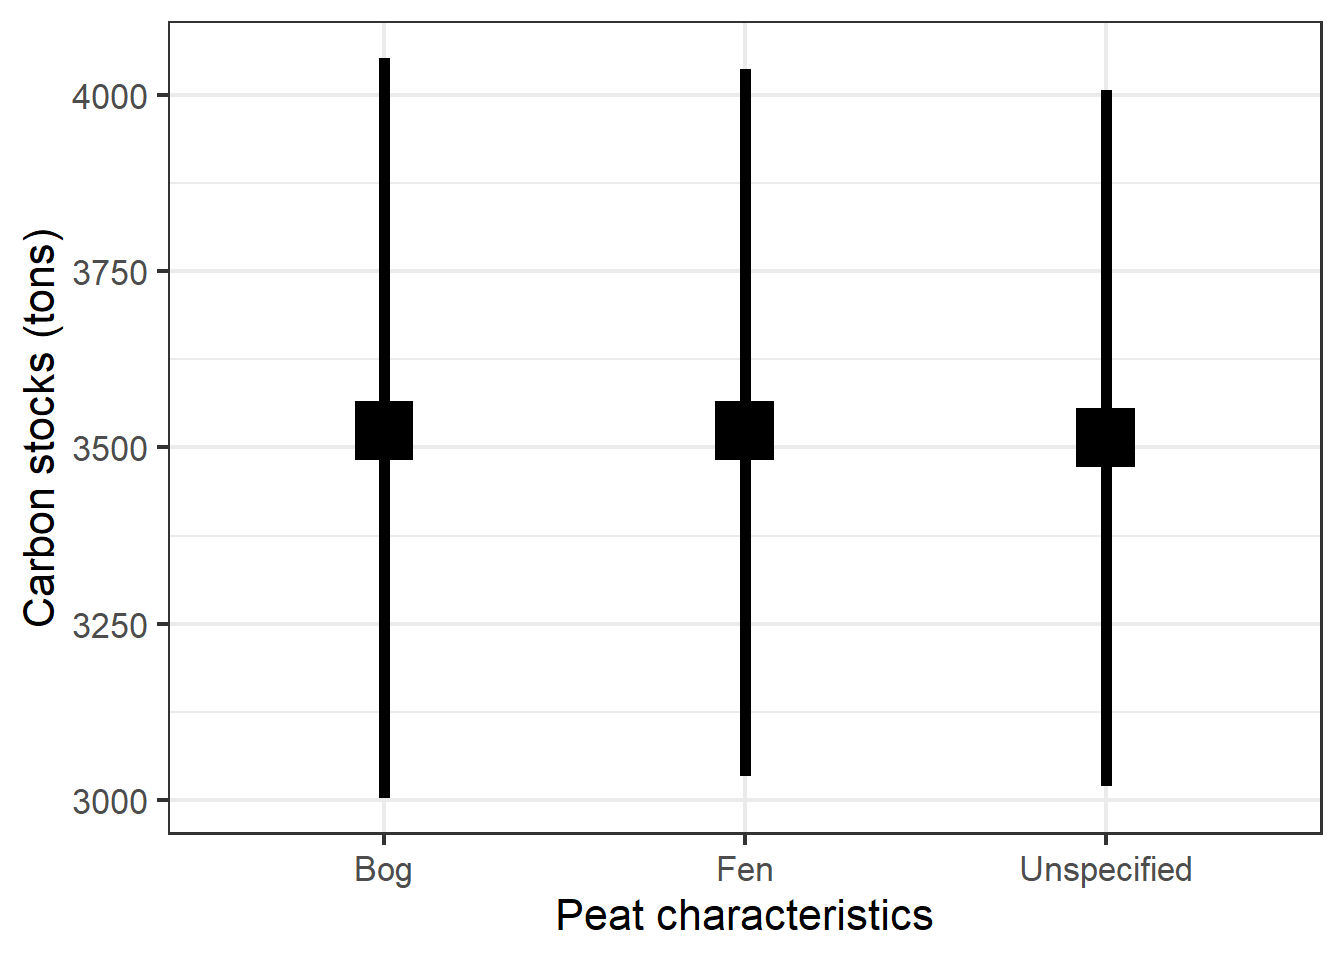 Carbon stocks (tons)
4000
3750
3500
3250
3000
Bog Fen Unspecified
Peat characteristics